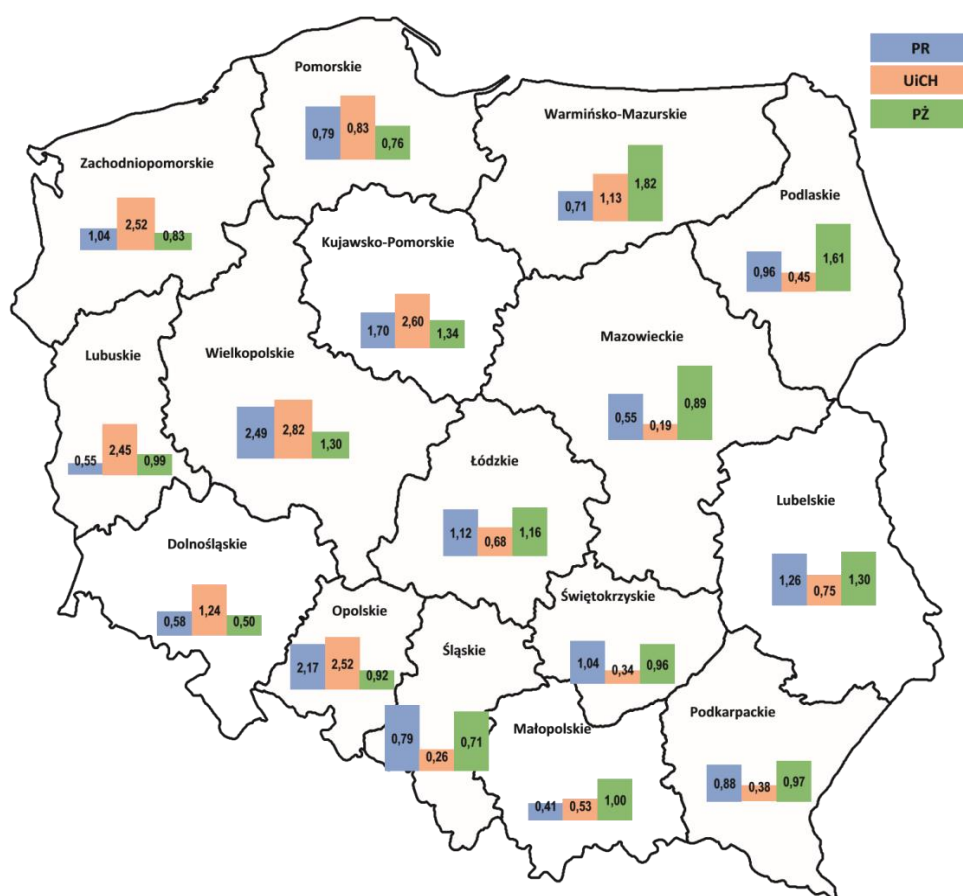 PR
UiCH
PŻ
Pomorskie
0,79 0,83 0,76
Warmińsko-Mazurskie
0,71 1,13 1,82
Zachodniopomorskie
1,04 2,52 0,83
Podlaskie
0,96 0,45 1,61
Kujawsko-Pomorskie
1,70 2,60 1,34
Lubuskie
0,55 2,45 0,99
Wielkopolskie
2,49 2,82 1,30
Mazowieckie
0,55 0,19 0,89
Łódzkie
1,12 0,68 1,16
Lubelskie
1,26 0,75 1,30
Dolnośląskie
0,58 1,24 0,50
Opolskie
2,17 2,52 0,92
Śląskie
0,79 0,26 0,71
Świętokrzyskie
1,04 0,34 0,96
Małopolskie
0,41 0,53 1,00
Podkarpackie
0,88 0,38 0,97